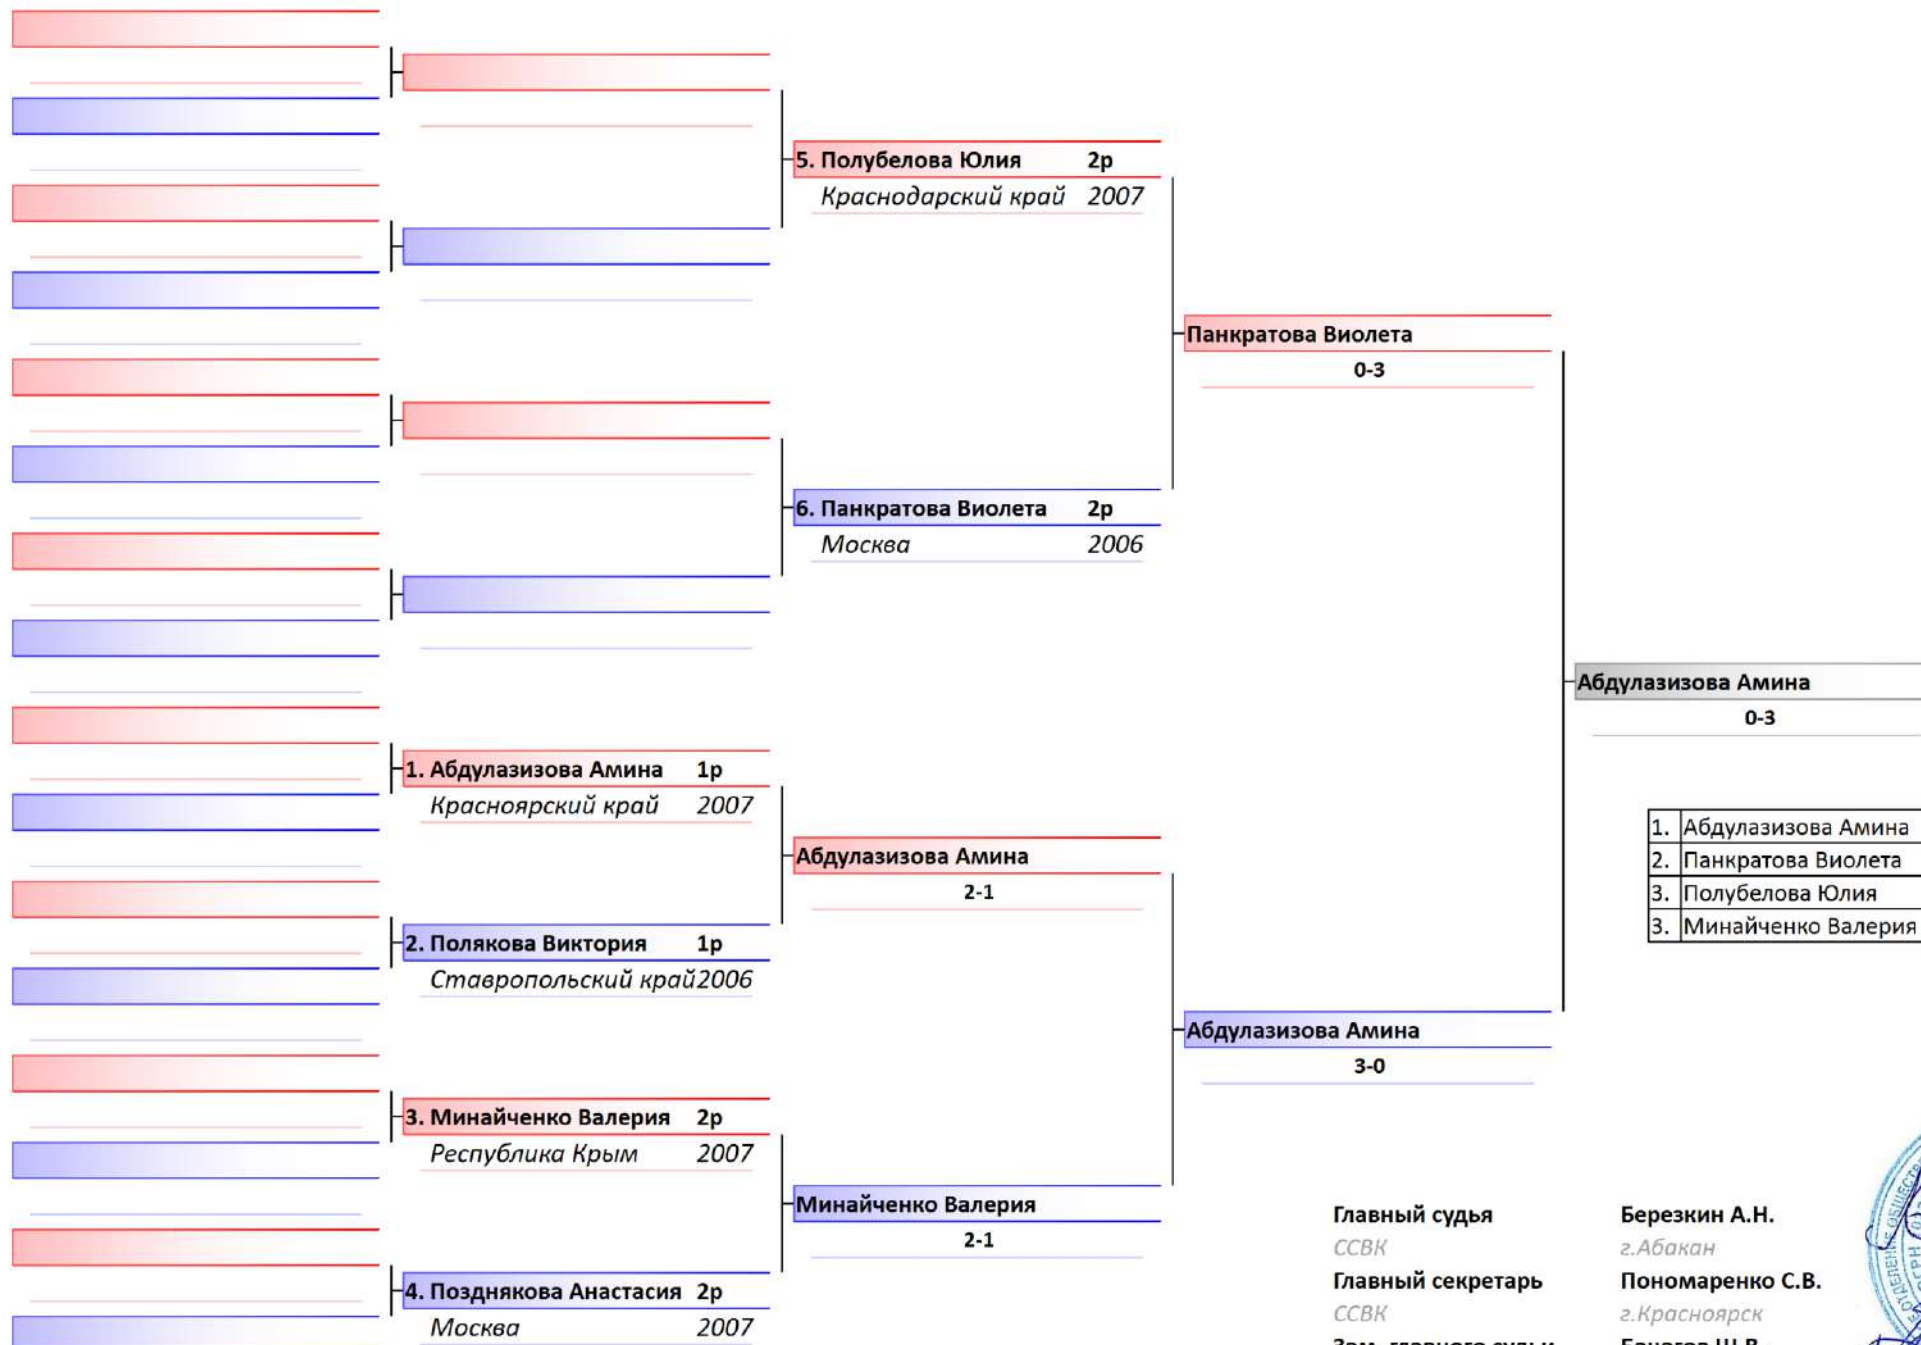 5. Полубелова Юлия 2р
Краснодарский край 2007
Панкратова Виолета
0-3
6. Панкратова Виолета 2р
Москва 2006
Абдулазизова Амина
0-3
1. Абдулазизова Амина 1р
Красноярский край 2007
Абдулазизова Амина
2-1
2. Полякова Виктория 1р
Ставропольский край 2006
Абдулазизова Амина
3-0
3. Минайченко Валерия 2р
Республика Крым 2007
Минайченко Валерия
2-1
4. Позднякова Анастасия 2р
Москва 2007
1. Абдулазизова Амина
2. Панкратова Виолета
3. Полубелова Юлия
3. Минайченко Валерия
Главный судья Березкин А.Н.
ССВК г.Абакан
Главный секретарь Пономаренко С.В.
ССВК г.Красноярск